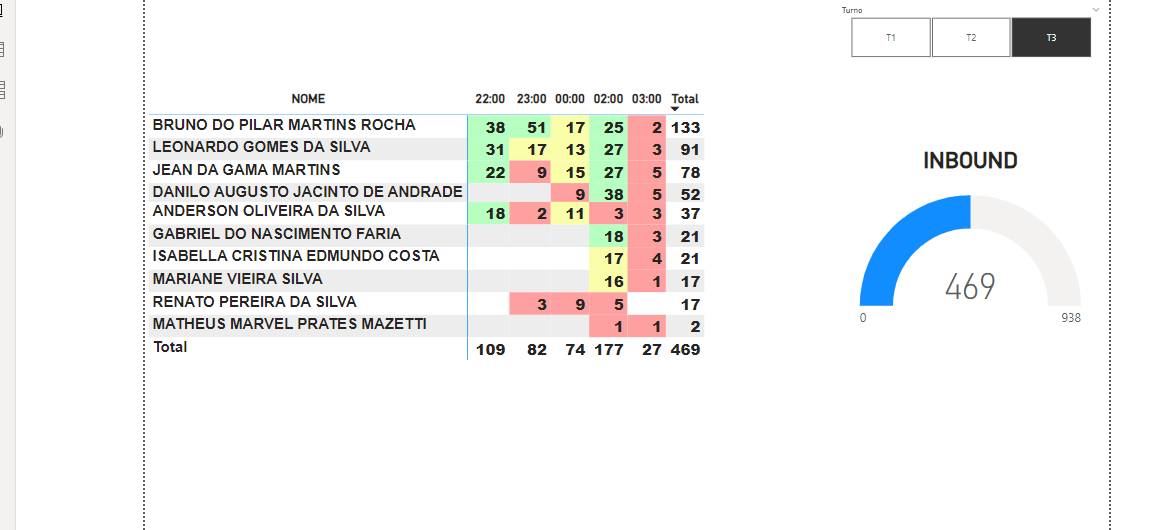 Turno
T1 T2 T3
NOME 22:00 23:00 00:00 02:00 03:00 Total
BRUNO DO PILAR MARTINS ROCHA 38 51 17 25 2 133
LEONARDO GOMES DA SILVA 31 17 13 27 3 91
JEAN DA GAMA MARTINS 22 9 15 27 5 78
DANILO AUGUSTO JACINTO DE ANDRADE 9 38 5 52
ANDERSON OLIVEIRA DA SILVA 18 2 11 3 3 37
GABRIEL DO NASCIMENTO FARIA 18 3 21
ISABELLA CRISTINA EDMUNDO COSTA 17 4 21
MARIANE VIEIRA SILVA 16 1 17
RENATO PEREIRA DA SILVA 3 9 5 17
MATHEUS MARVEL PRATES MAZETTI 1 1 2
Total 109 82 74 177 27 469
INBOUND
469
0 938